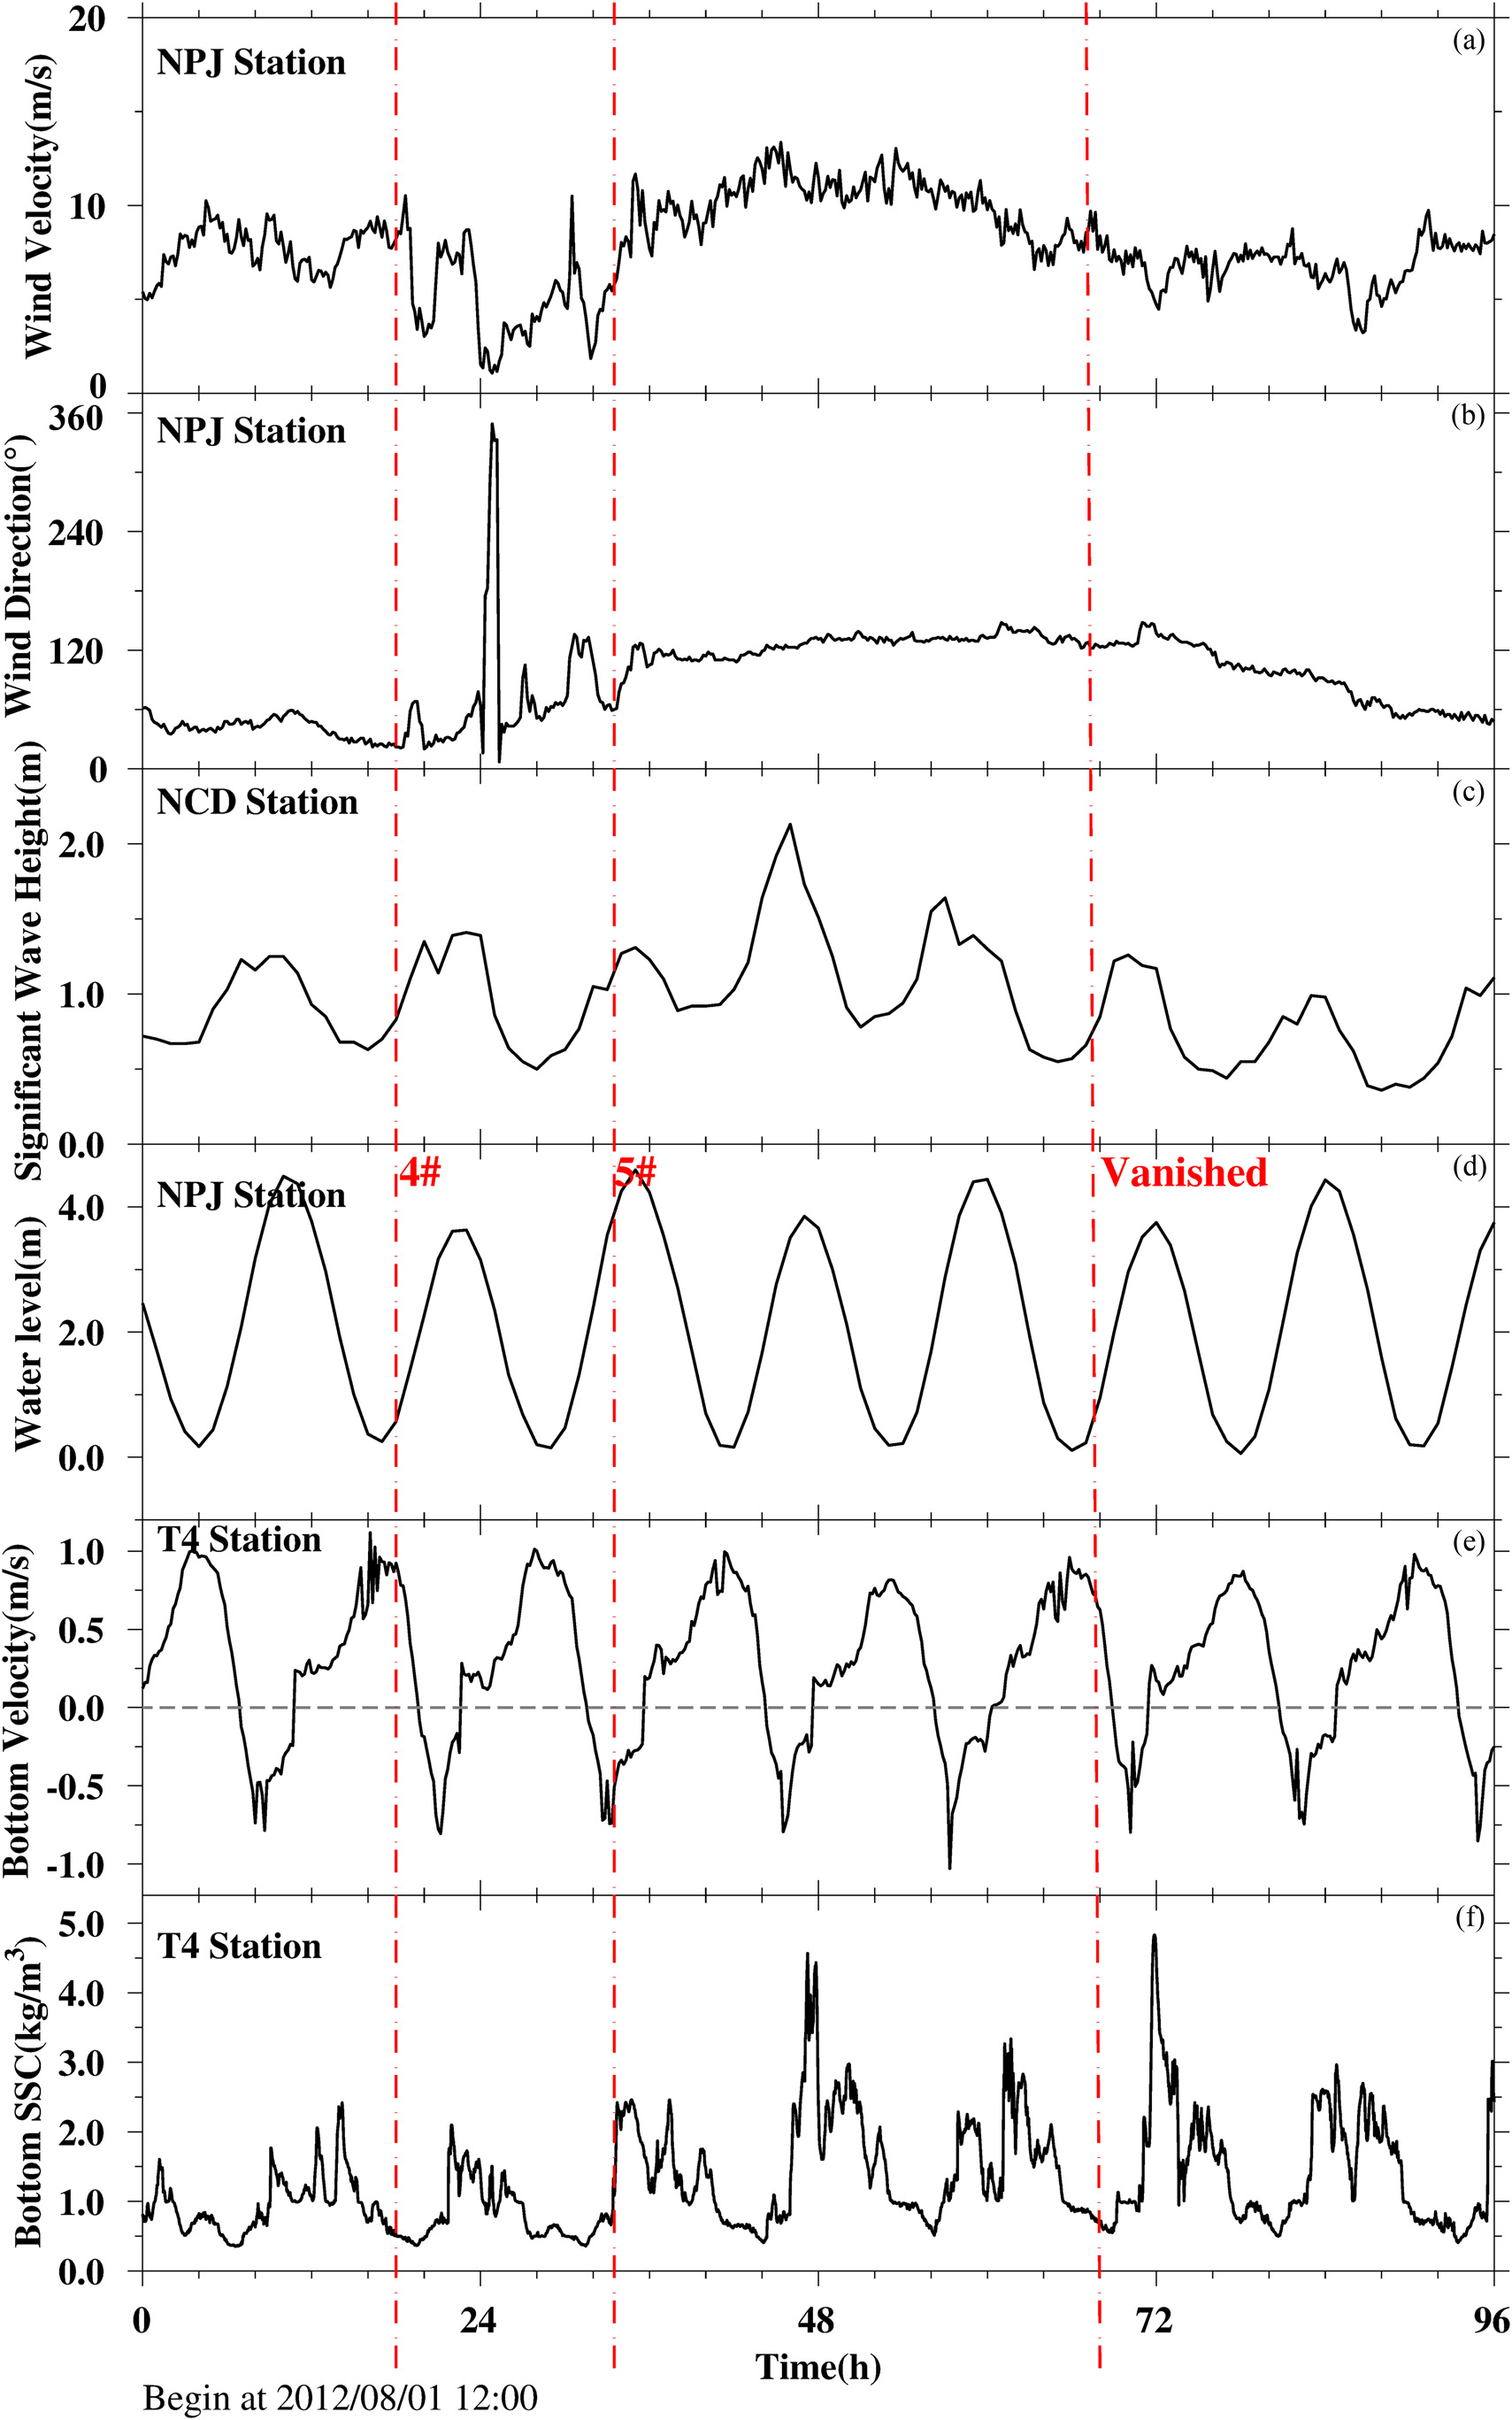 Wind Velocity(m/s)
20
10
0
NPJ Station
(a)
Wind Direction(°)
360
240
120
0
NPJ Station
(b)
Significant Wave Height(m)
2.0
1.0
0.0
NCD Station
(c)
Water level(m)
4.0
2.0
0.0
NPJ Station
4#
5#
Vanished
(d)
Bottom Velocity(m/s)
1.0
0.5
0.0
-0.5
-1.0
T4 Station
(e)
Bottom SSC(kg/m³)
5.0
4.0
3.0
2.0
1.0
0.0
T4 Station
(f)
0 24 48 72 96
Time(h)
Begin at 2012/08/01 12:00